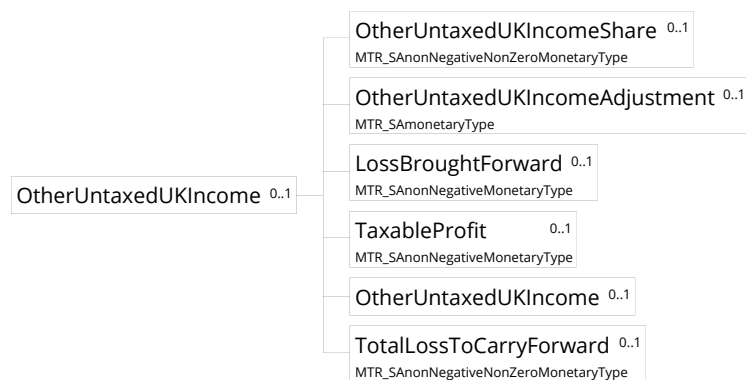 OtherUntaxedUKIncomeShare 0..1
MTR_SAnonNegativeNonZeroMonetaryType
OtherUntaxedUKIncomeAdjustment 0..1
MTR_SAmonetaryType
LossBroughtForward 0..1
MTR_SAnonNegativeMonetaryType
OtherUntaxedUKIncome 0..1
TaxableProfit 0..1
MTR_SAnonNegativeMonetaryType
OtherUntaxedUKIncome 0..1
TotalLossToCarryForward 0..1
MTR_SAnonNegativeNonZeroMonetaryType